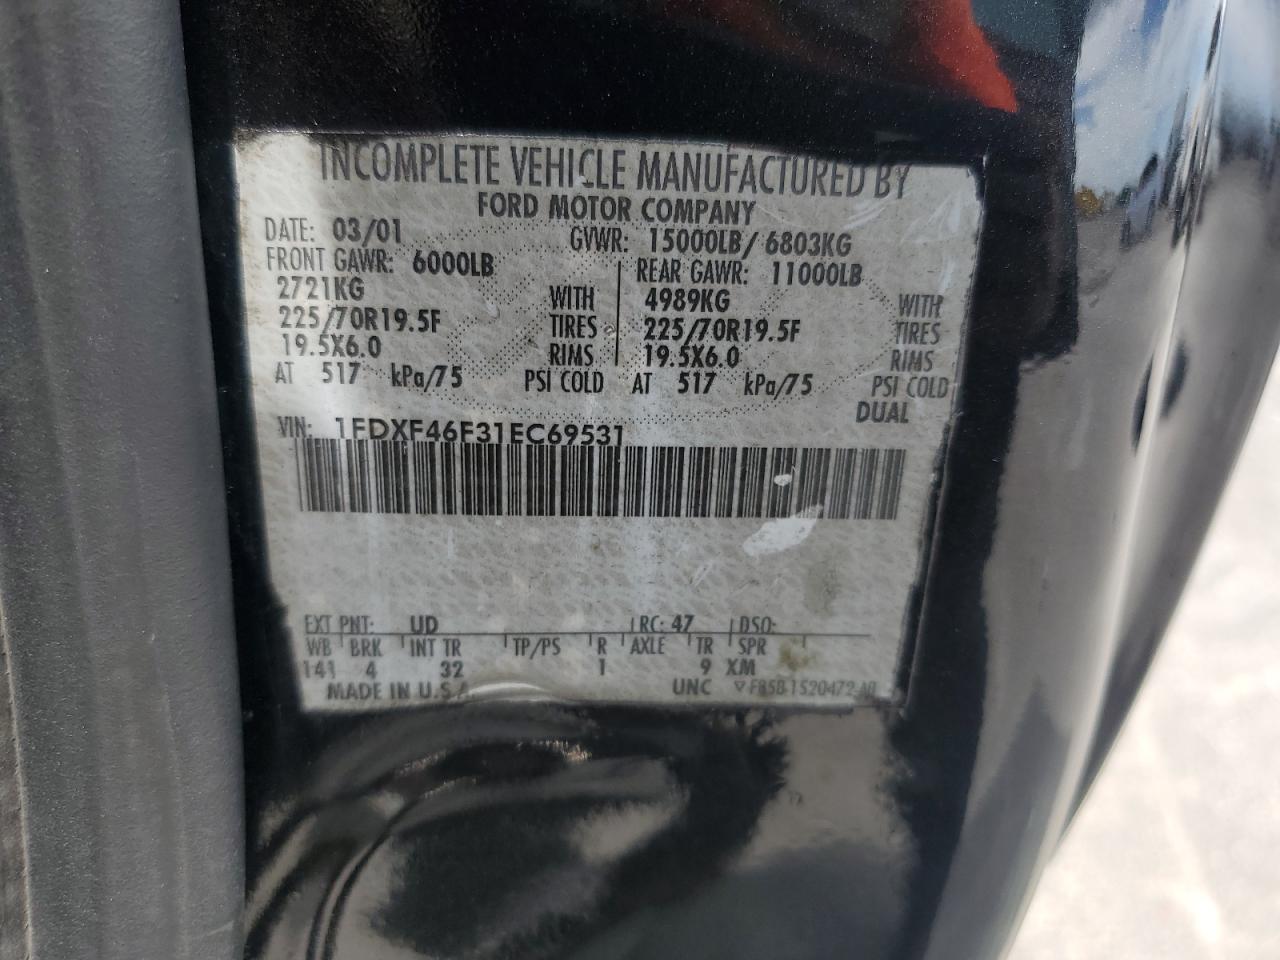 INCOMPLETE VEHICLE MANUFACTURED BY
FORD MOTOR COMPANY
DATE: 03/01 GVWR: 15000LB/ 6803KG
FRONT GAWR: 6000LB REAR GAWR: 11000LB
2721KG WITH 4989KG WITH
225/70R19.5F TIRES 225/70R19.5F TIRES
19.5X6.0 RIMS 19.5X6.0 RIMS
AT 517 kPa/75 PSI COLD AT 517 kPa/75 PSI COLD
DUAL
VIN: 1FDXF46F31EC69531
EXT PNT: UD RC: 47 DSO:
WB BRK INT TR TP/PS R AXLE TR SPR
141 4 32 1 9 XM
MADE IN U.S.A. UNC